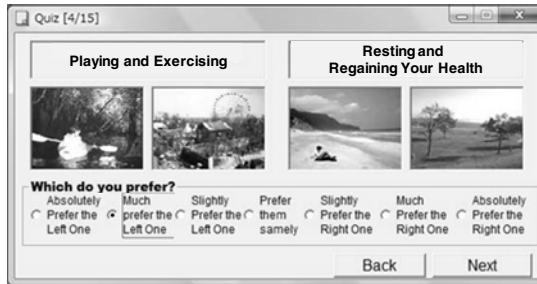 Quiz [4/15]
Playing and Exercising
Resting and
Regaining Your Health
Which do you prefer?
Absolutely
Prefer the
Left One
Much
prefer the
Left One
Slightly
Prefer the
Left One
Prefer
them
samely
Slightly
Prefer the
Right One
Much
Prefer the
Right One
Absolutely
Prefer the
Right One
Back
Next